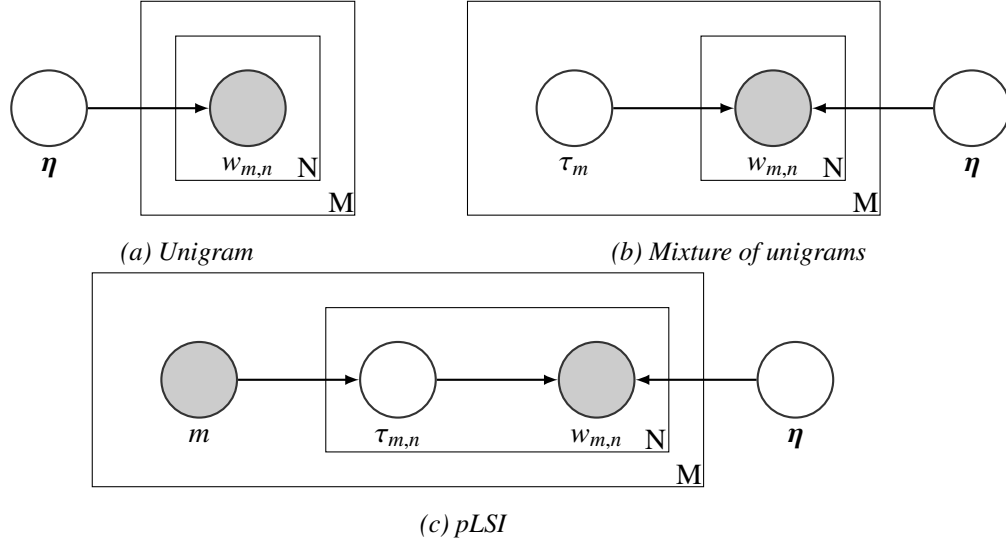 η
w_{m,n}
N
M
(a) Unigram
τ_m
w_{m,n}
N
M
η
(b) Mixture of unigrams
m
τ_{m,n}
w_{m,n}
N
M
η
(c) pLSI